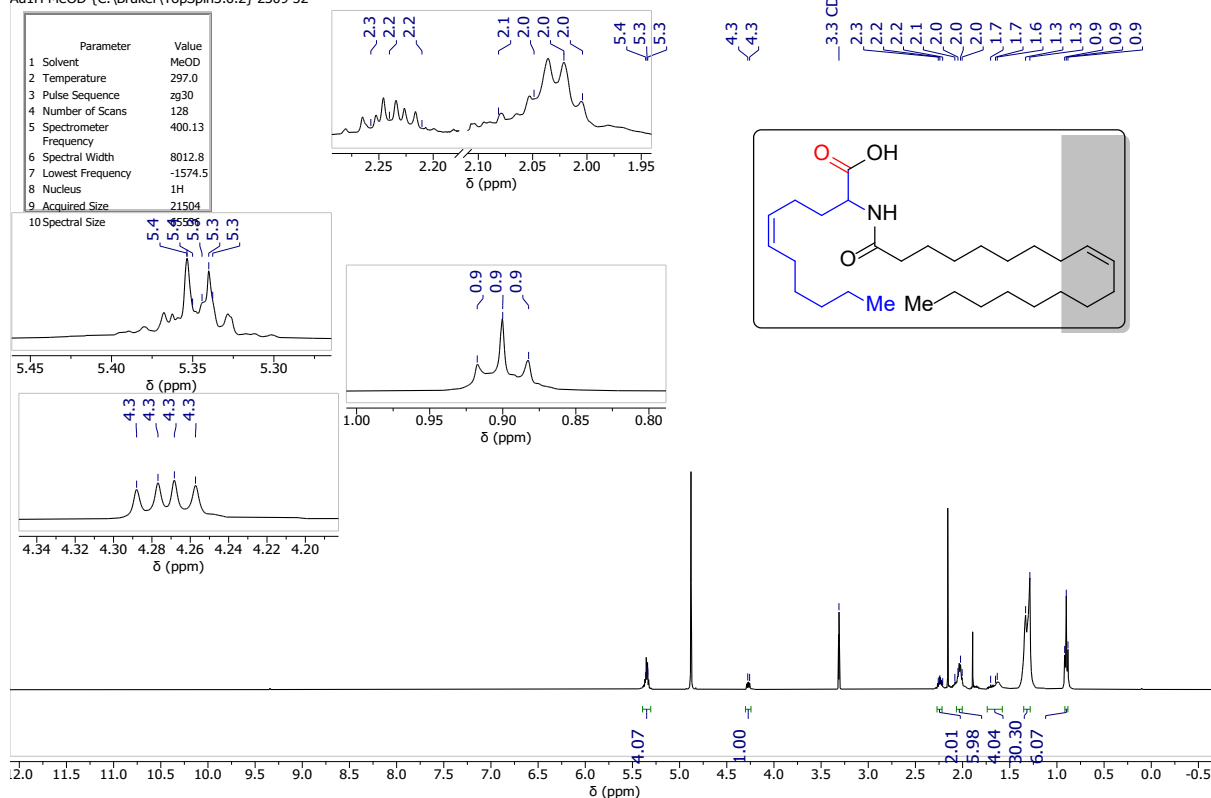 Au1H MeOD {C:\Bruker\TopSpin3.6.2} 2309 32
Parameter Value
1 Solvent MeOD
2 Temperature 297.0
3 Pulse Sequence zg30
4 Number of Scans 128
5 Spectrometer Frequency 400.13
6 Spectral Width 8012.8
7 Lowest Frequency -1574.5
8 Nucleus 1H
9 Acquired Size 21504
10 Spectral Size 65536
2.3 2.2 2.2 2.1 2.0 2.0 2.0
2.25 2.20 2.10 2.05 2.00 1.95
δ (ppm)
5.4 5.3 5.3 4.3 4.3 3.3 CD 2.3 2.2 2.2 2.1 2.0 2.0 2.0 1.7 1.7 1.6 1.3 1.3 0.9 0.9 0.9
O OH
NH
O
Me Me
5.4 5.4 5.3 5.3 5.3
5.45 5.40 5.35 5.30
δ (ppm)
0.9 0.9 0.9
1.00 0.95 0.90 0.85 0.80
δ (ppm)
4.3 4.3 4.3 4.3
4.34 4.32 4.30 4.28 4.26 4.24 4.22 4.20
δ (ppm)
4.07 1.00 2.01 5.98 4.04 30.30 6.07
12.0 11.5 11.0 10.5 10.0 9.5 9.0 8.5 8.0 7.5 7.0 6.5 6.0 5.5 5.0 4.5 4.0 3.5 3.0 2.5 2.0 1.5 1.0 0.5 0.0 -0.5
δ (ppm)